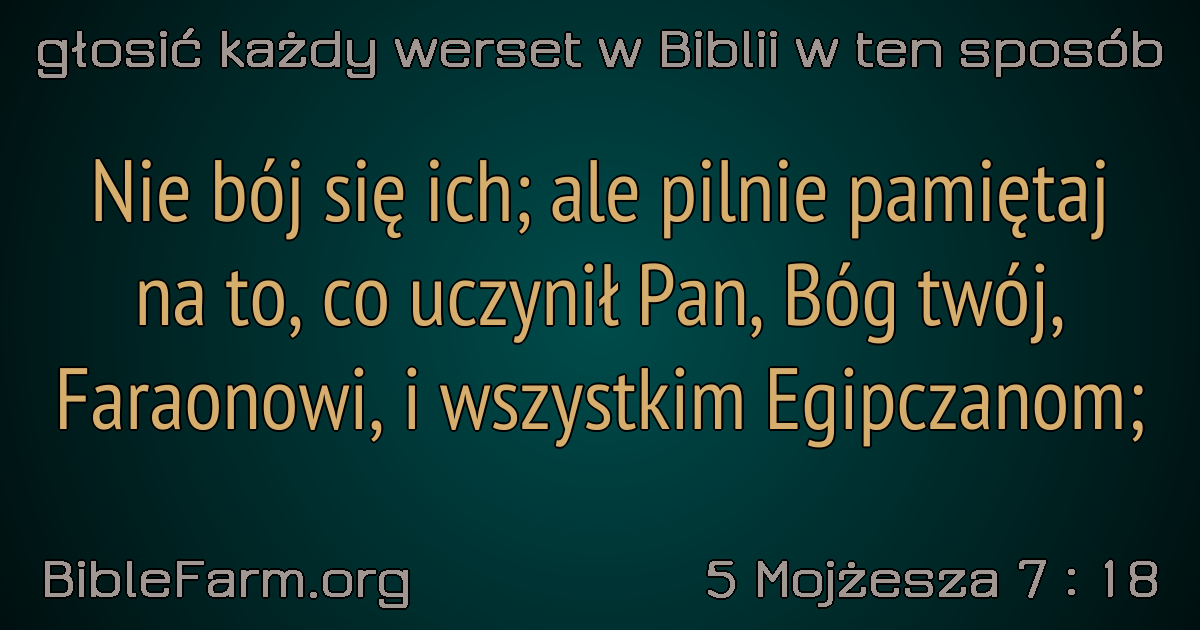 głosić każdy werset w Biblii w ten sposób
Nie bój się ich; ale pilnie pamiętaj
na to, co uczynił Pan, Bóg twój,
Faraonowi, i wszystkim Egipczanom;
BibleFarm.org
5 Mojżesza 7 : 18